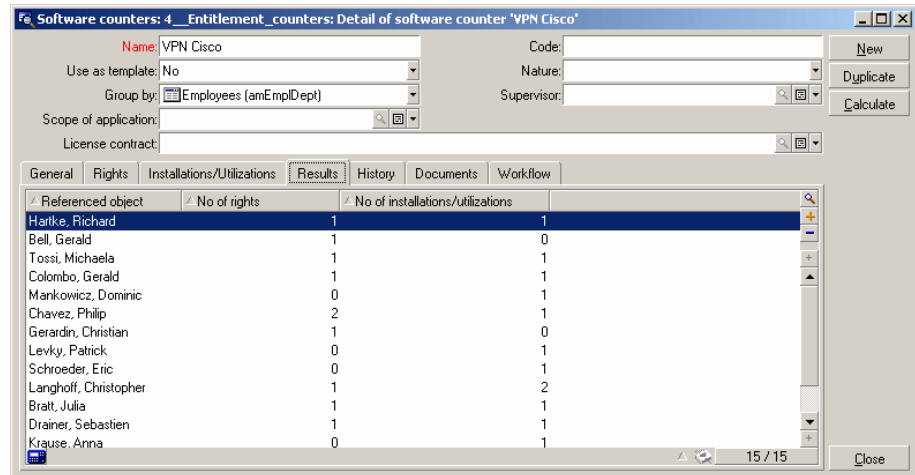 Software counters: 4__Entitlement_counters: Detail of software counter 'VPN Cisco'
Name: VPN Cisco Code: New
Use as template: No Nature: Duplicate
Group by: Employees (amEmplDept) Supervisor: Calculate
Scope of application:
License contract:
General Rights Installations/Utilizations Results History Documents Workflow
Referenced object No of rights No of installations/utilizations
Hartke, Richard 1 1
Bell, Gerald 1 0
Tossi, Michaela 1 1
Colombo, Gerald 1 1
Mankowicz, Dominic 0 1
Chavez, Philip 2 1
Gerardin, Christian 1 0
Levky, Patrick 0 1
Schroeder, Eric 0 1
Langhoff, Christopher 1 2
Bratt, Julia 1 1
Drainer, Sebastien 1 1
Krause, Anna 0 1
15 / 15 Close